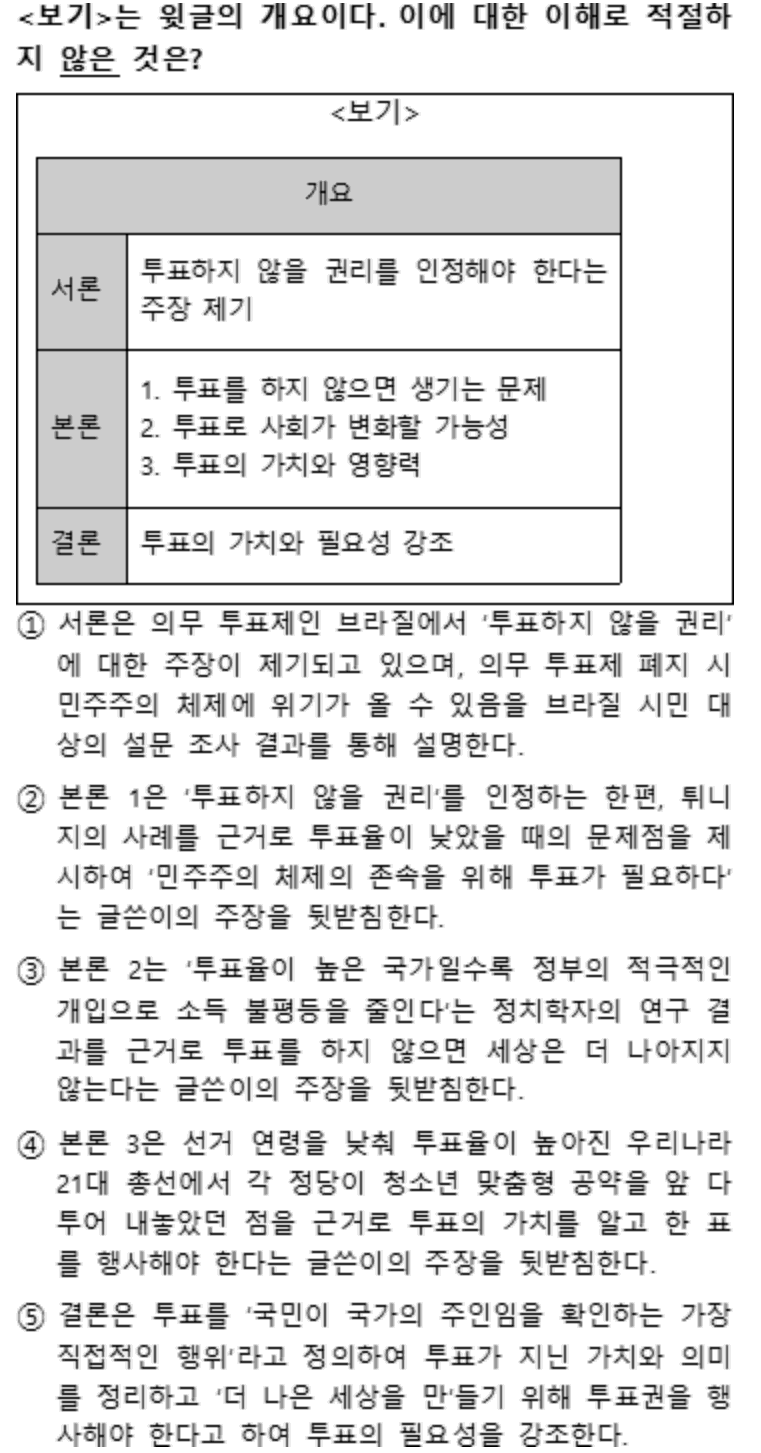 <보기>는 윗글의 개요이다. 이에 대한 이해로 적절하
지 않은 것은?
<보기>
개요
서론
투표하지 않을 권리를 인정해야 한다는
주장 제기
본론
1. 투표를 하지 않으면 생기는 문제
2. 투표로 사회가 변화할 가능성
3. 투표의 가치와 영향력
결론
투표의 가치와 필요성 강조
① 서론은 의무 투표제인 브라질에서 '투표하지 않을 권리'
에 대한 주장이 제기되고 있으며, 의무 투표제 폐지 시
민주주의 체제에 위기가 올 수 있음을 브라질 시민 대
상의 설문 조사 결과를 통해 설명한다.
② 본론 1은 '투표하지 않을 권리'를 인정하는 한편, 튀니
지의 사례를 근거로 투표율이 낮았을 때의 문제점을 제
시하여 '민주주의 체제의 존속을 위해 투표가 필요하다'
는 글쓴이의 주장을 뒷받침한다.
③ 본론 2는 '투표율이 높은 국가일수록 정부의 적극적인
개입으로 소득 불평등을 줄인다'는 정치학자의 연구 결
과를 근거로 투표를 하지 않으면 세상은 더 나아지지
않는다는 글쓴이의 주장을 뒷받침한다.
④ 본론 3은 선거 연령을 낮춰 투표율이 높아진 우리나라
21대 총선에서 각 정당이 청소년 맞춤형 공약을 앞 다
투어 내놓았던 점을 근거로 투표의 가치를 알고 한 표
를 행사해야 한다는 글쓴이의 주장을 뒷받침한다.
⑤ 결론은 투표를 '국민이 국가의 주인임을 확인하는 가장
직접적인 행위'라고 정의하여 투표가 지닌 가치와 의미
를 정리하고 '더 나은 세상을 만'들기 위해 투표권을 행
사해야 한다고 하여 투표의 필요성을 강조한다.